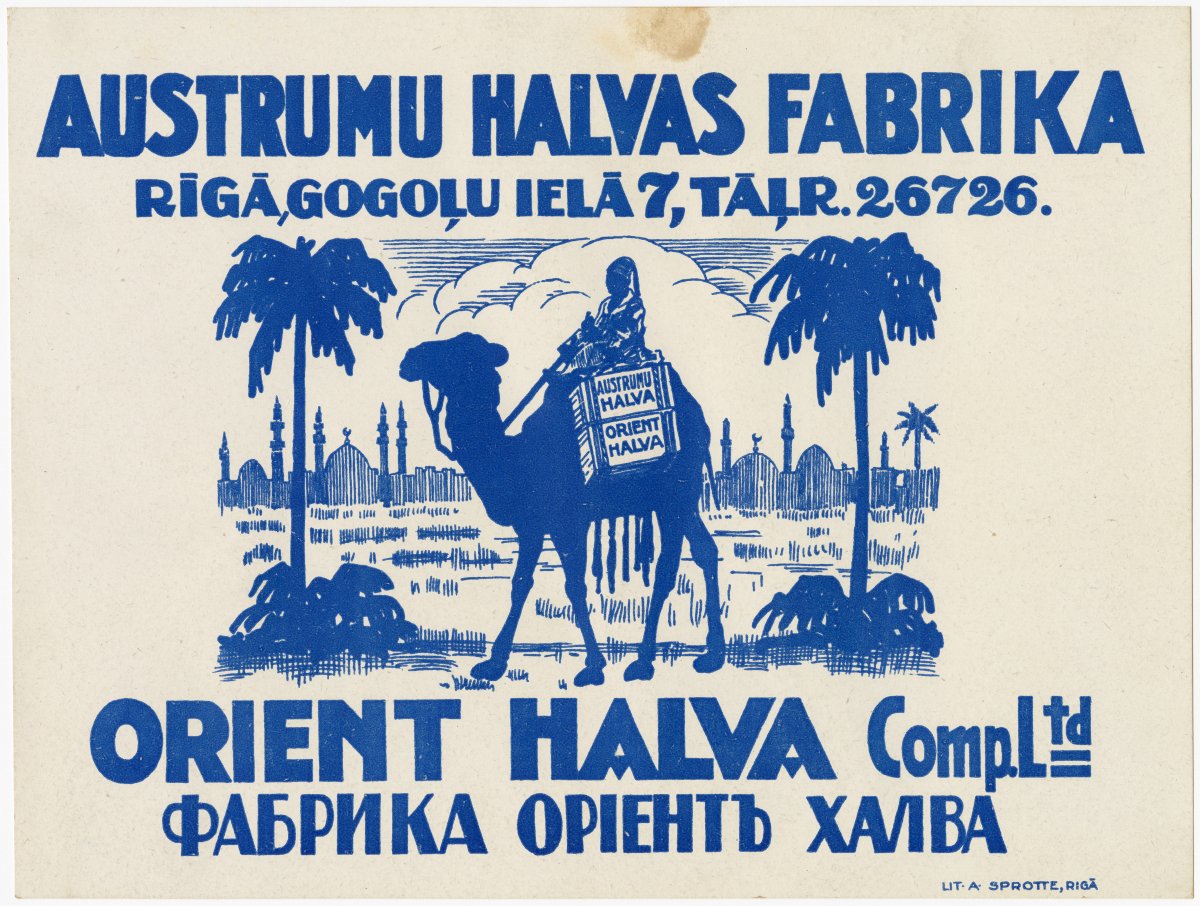 AUSTRUMU HALVAS FABRIKA
RĪGĀ, GOGOĻU IELĀ 7, TĀĻR. 26726.
AUSTRUMU
HALVA
ORIENT
HALVA
ORIENT HALVA Comp. Ltd
ФАБРИКА ОРІЕНТЪ ХАЛВА
LIT. A. SPROTTE, RIGĀ